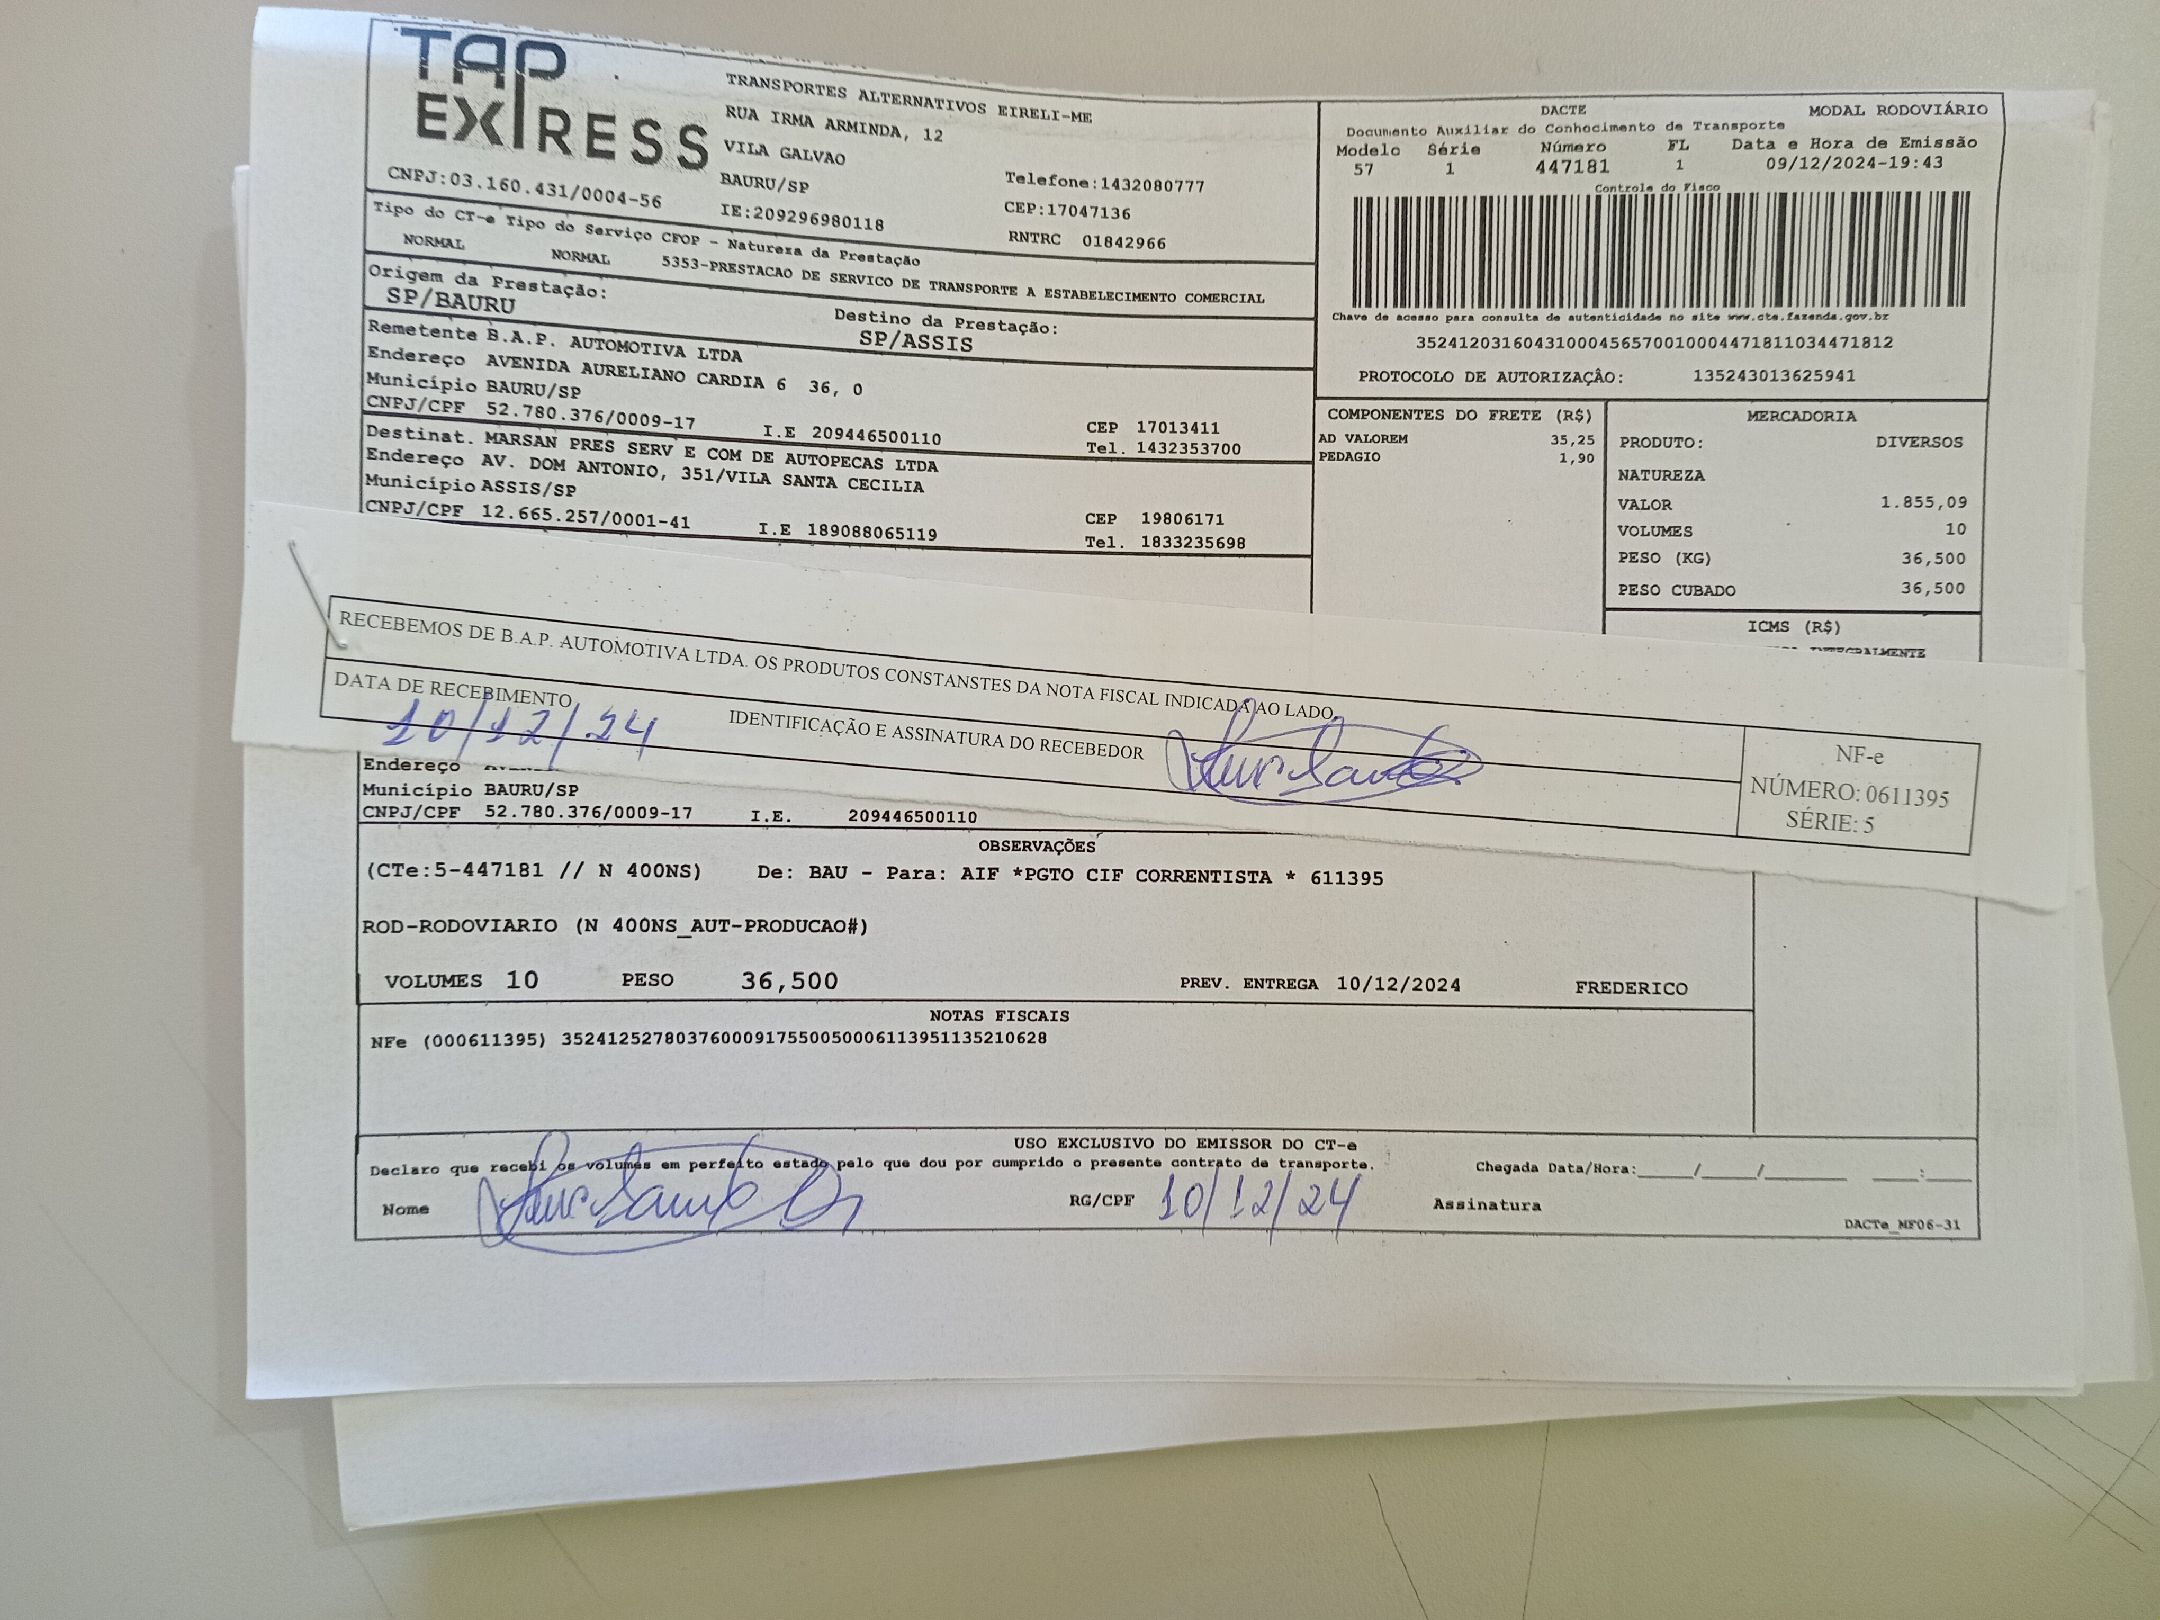 TAP
EXPRESS
TRANSPORTES ALTERNATIVOS EIRELI-ME
RUA IRMA ARMINDA, 12
VILA GALVAO
BAURU/SP
Telefone:1432080777
CNPJ:03.160.431/0004-56
IE:209296980118
CEP:17047136
RNTRC 01842966
Tipo do CT-e Tipo do Serviço CFOP - Natureza da Prestação
NORMAL NORMAL 5353-PRESTACAO DE SERVICO DE TRANSPORTE A ESTABELECIMENTO COMERCIAL
Origem da Prestação:
SP/BAURU
Destino da Prestação:
SP/ASSIS
Remetente B.A.P. AUTOMOTIVA LTDA
Endereço AVENIDA AURELIANO CARDIA 6 36, 0
Município BAURU/SP
CEP 17013411
CNPJ/CPF 52.780.376/0009-17 I.E 209446500110
Tel. 1432353700
Destinat. MARSAN PRES SERV E COM DE AUTOPECAS LTDA
Endereço AV. DOM ANTONIO, 351/VILA SANTA CECILIA
Município ASSIS/SP
CEP 19806171
CNPJ/CPF 12.665.257/0001-41 I.E 189088065119
Tel. 1833235698
DACTE MODAL RODOVIÁRIO
Documento Auxiliar do Conhecimento de Transporte
Modelo Série Número FL Data e Hora de Emissão
57 1 447181 1 09/12/2024-19:43
Controle do Fisco
Chave de acesso para consulta de autenticidade no site www.cte.fazenda.gov.br
35241203160431000456570010004471811034471812
PROTOCOLO DE AUTORIZAÇÂO: 135243013625941
COMPONENTES DO FRETE (R$)
AD VALOREM 35,25
PEDAGIO 1,90
MERCADORIA
PRODUTO: DIVERSOS
NATUREZA
VALOR 1.855,09
VOLUMES 10
PESO (KG) 36,500
PESO CUBADO 36,500
ICMS (R$)
RECEBEMOS DE B.A.P. AUTOMOTIVA LTDA. OS PRODUTOS CONSTANSTES DA NOTA FISCAL INDICADA AO LADO.
DATA DE RECEBIMENTO
10/12/24
IDENTIFICAÇÃO E ASSINATURA DO RECEBEDOR
NF-e
NÚMERO: 0611395
SÉRIE: 5
Endereço
Município BAURU/SP
CNPJ/CPF 52.780.376/0009-17 I.E. 209446500110
OBSERVAÇÕES
(CTe:5-447181 // N 400NS) De: BAU - Para: AIF *PGTO CIF CORRENTISTA * 611395
ROD-RODOVIARIO (N 400NS_AUT-PRODUCAO#)
VOLUMES 10 PESO 36,500 PREV. ENTREGA 10/12/2024 FREDERICO
NOTAS FISCAIS
NFe (000611395) 35241252780376000917550050006113951135210628
USO EXCLUSIVO DO EMISSOR DO CT-e
Declaro que recebi os volumes em perfeito estado pelo que dou por cumprido o presente contrato de transporte.
Chegada Data/Hora:____/____/______ ____:____
Nome
RG/CPF 10/12/24
Assinatura
DACTe_MF06-31